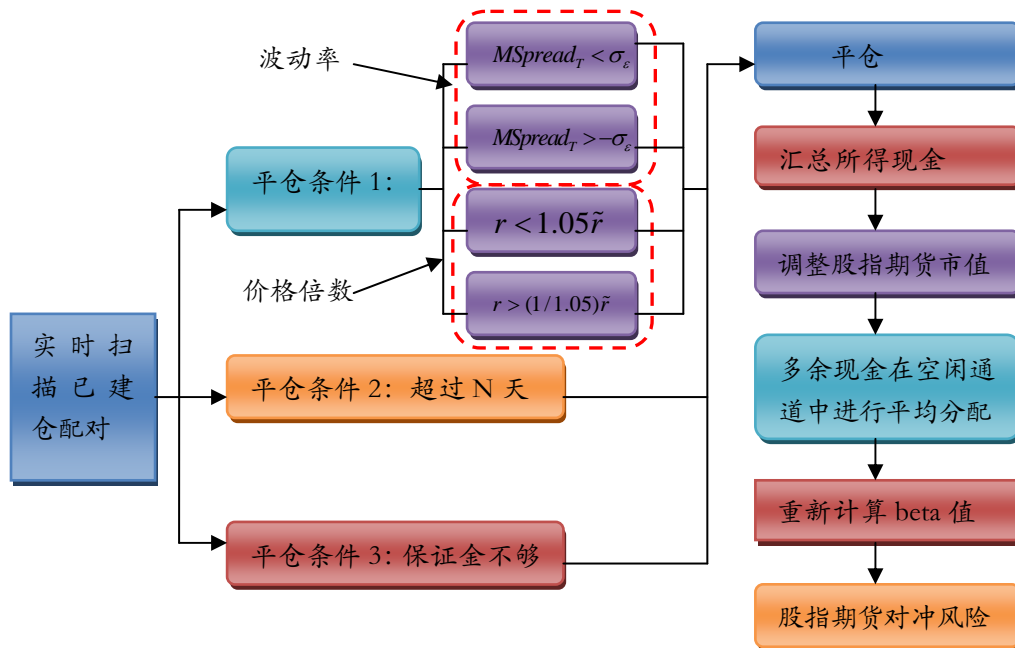 实时扫
描已建
仓配对
平仓条件 1：
波动率
MSpread_T < σ_ε
MSpread_T > −σ_ε
价格倍数
r < 1.05r̃
r > (1/1.05)r̃
平仓条件 2：超过 N 天
平仓条件 3：保证金不够
平仓
汇总所得现金
调整股指期货市值
多余现金在空闲通
道中进行平均分配
重新计算 beta 值
股指期货对冲风险